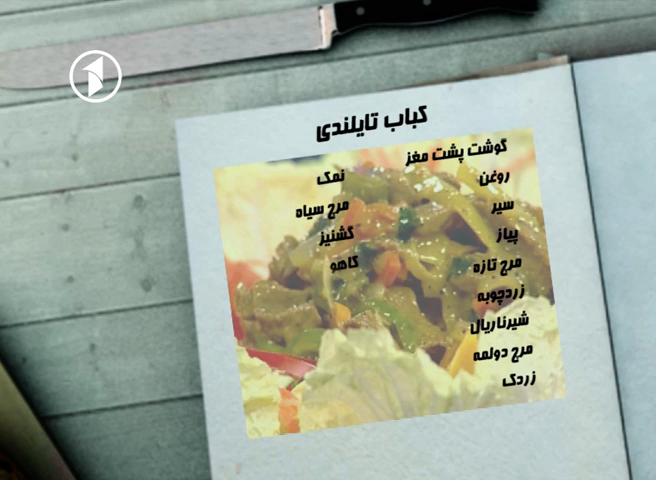 کباب تایلندی
گوشت پشت مغز
روغن
سیر
پیاز
مرچ تازه
زردچوبه
شیرناریال
مرچ دولمه
زردک
نمک
مرچ سیاه
گشنیز
کاهو